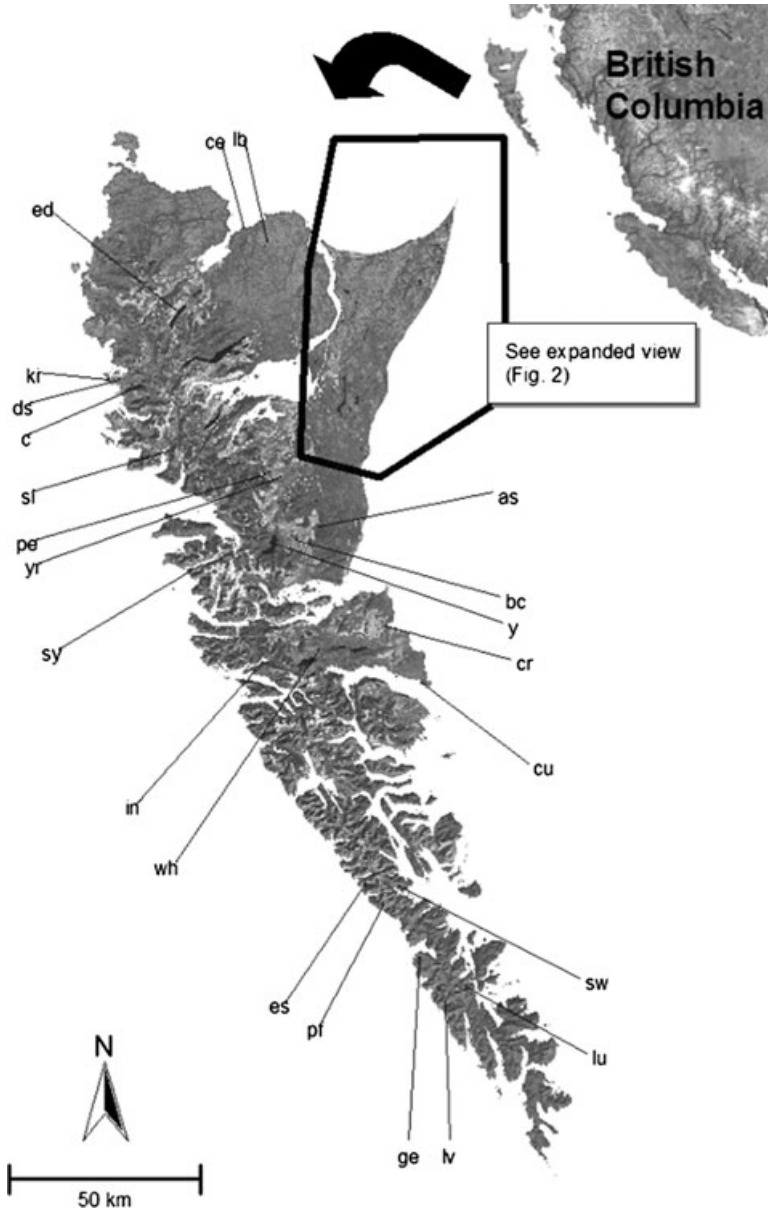 British
Columbia
ce lb
ed
See expanded view
(Fig. 2)
ki
ds
c
sl
as
pe
yr
bc
y
sy
cr
cu
in
wh
sw
es
pf
lu
N
ge lv
50 km